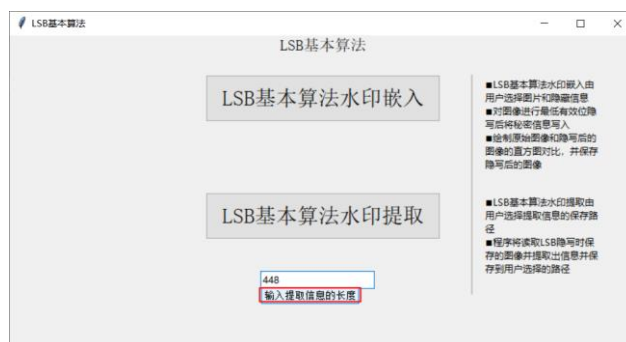 LSB基本算法
LSB基本算法
LSB基本算法水印嵌入
LSB基本算法水印提取
448
输入提取信息的长度
■LSB基本算法水印嵌入由
用户选择图片和隐藏信息
■对图像进行最低有效位隐
写后将秘密信息写入
■绘制原始图像和隐写后的
图像的直方图对比，并保存
隐写后的图像
■LSB基本算法水印提取由
用户选择提取信息的保存路
径
■程序将读取LSB隐写时保
存的图像并提取出信息并保
存到用户选择的路径